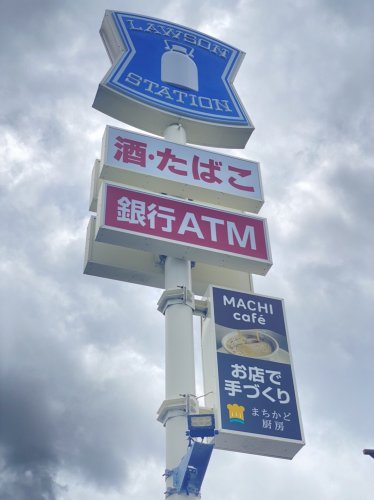 LAWSON
STATION
酒・たばこ
銀行ATM
MACHI
café
お店で
手づくり
まちかど
厨房